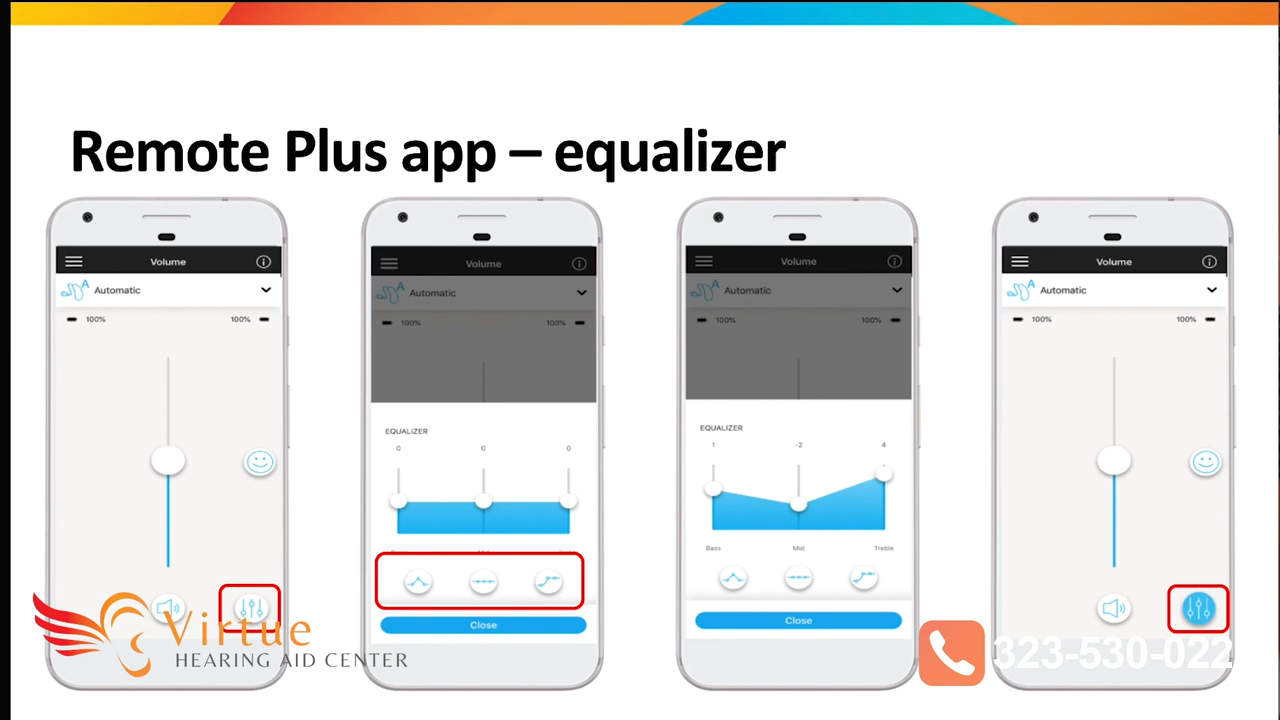 Remote Plus app – equalizer
Volume
Automatic
100% 100%
Volume
Automatic
100% 100%
EQUALIZER
0 0 0
Close
Volume
Automatic
100% 100%
EQUALIZER
1 -2 4
Bass Mid Treble
Close
Volume
Automatic
100% 100%
Virtue
HEARING AID CENTER
323-530-022